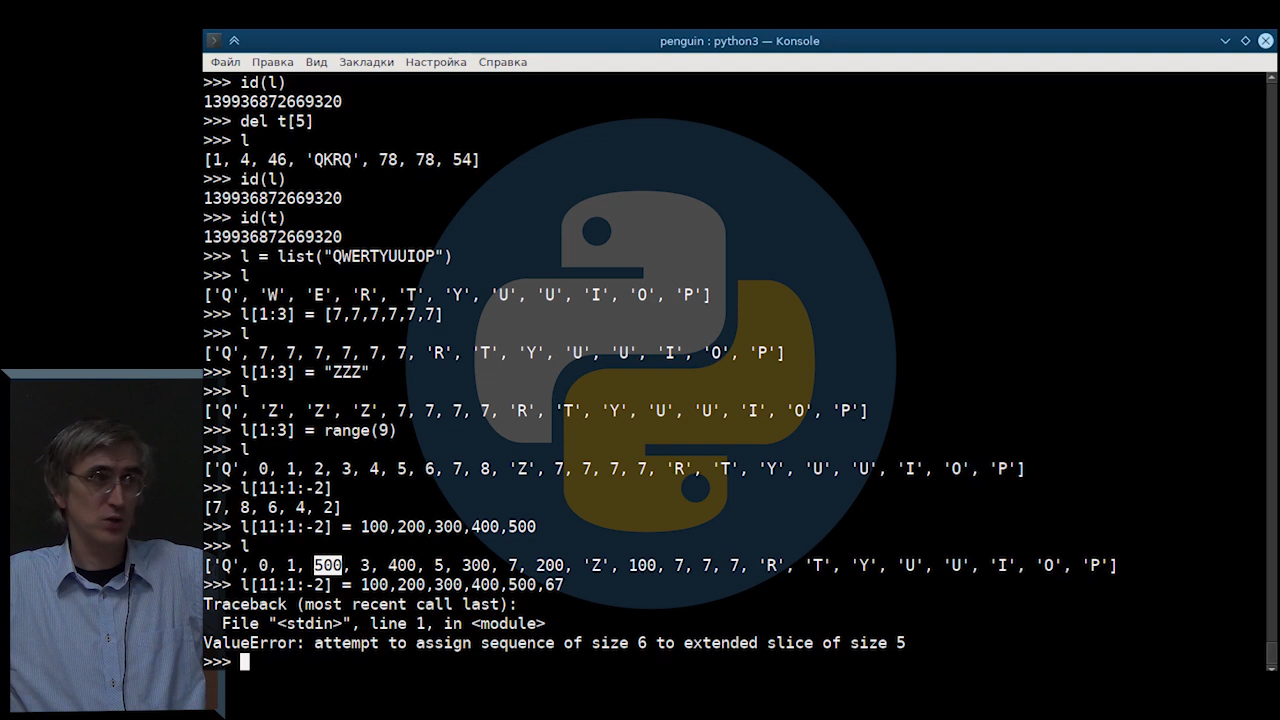 penguin : python3 — Konsole
Файл Правка Вид Закладки Настройка Справка
>>> id(l)
139936872669320
>>> del t[5]
>>> l
[1, 4, 46, 'QKRQ', 78, 78, 54]
>>> id(l)
139936872669320
>>> id(t)
139936872669320
>>> l = list("QWERTYUUIOP")
>>> l
['Q', 'W', 'E', 'R', 'T', 'Y', 'U', 'U', 'I', 'O', 'P']
>>> l[1:3] = [7,7,7,7,7,7]
>>> l
['Q', 7, 7, 7, 7, 7, 7, 'R', 'T', 'Y', 'U', 'U', 'I', 'O', 'P']
>>> l[1:3] = "ZZZ"
>>> l
['Q', 'Z', 'Z', 'Z', 7, 7, 7, 7, 'R', 'T', 'Y', 'U', 'U', 'I', 'O', 'P']
>>> l[1:3] = range(9)
>>> l
['Q', 0, 1, 2, 3, 4, 5, 6, 7, 8, 'Z', 7, 7, 7, 7, 'R', 'T', 'Y', 'U', 'U', 'I', 'O', 'P']
>>> l[11:1:-2]
[7, 8, 6, 4, 2]
>>> l[11:1:-2] = 100,200,300,400,500
>>> l
['Q', 0, 1, 500, 3, 400, 5, 300, 7, 200, 'Z', 100, 7, 7, 7, 'R', 'T', 'Y', 'U', 'U', 'I', 'O', 'P']
>>> l[11:1:-2] = 100,200,300,400,500,67
Traceback (most recent call last):
  File "<stdin>", line 1, in <module>
ValueError: attempt to assign sequence of size 6 to extended slice of size 5
>>>